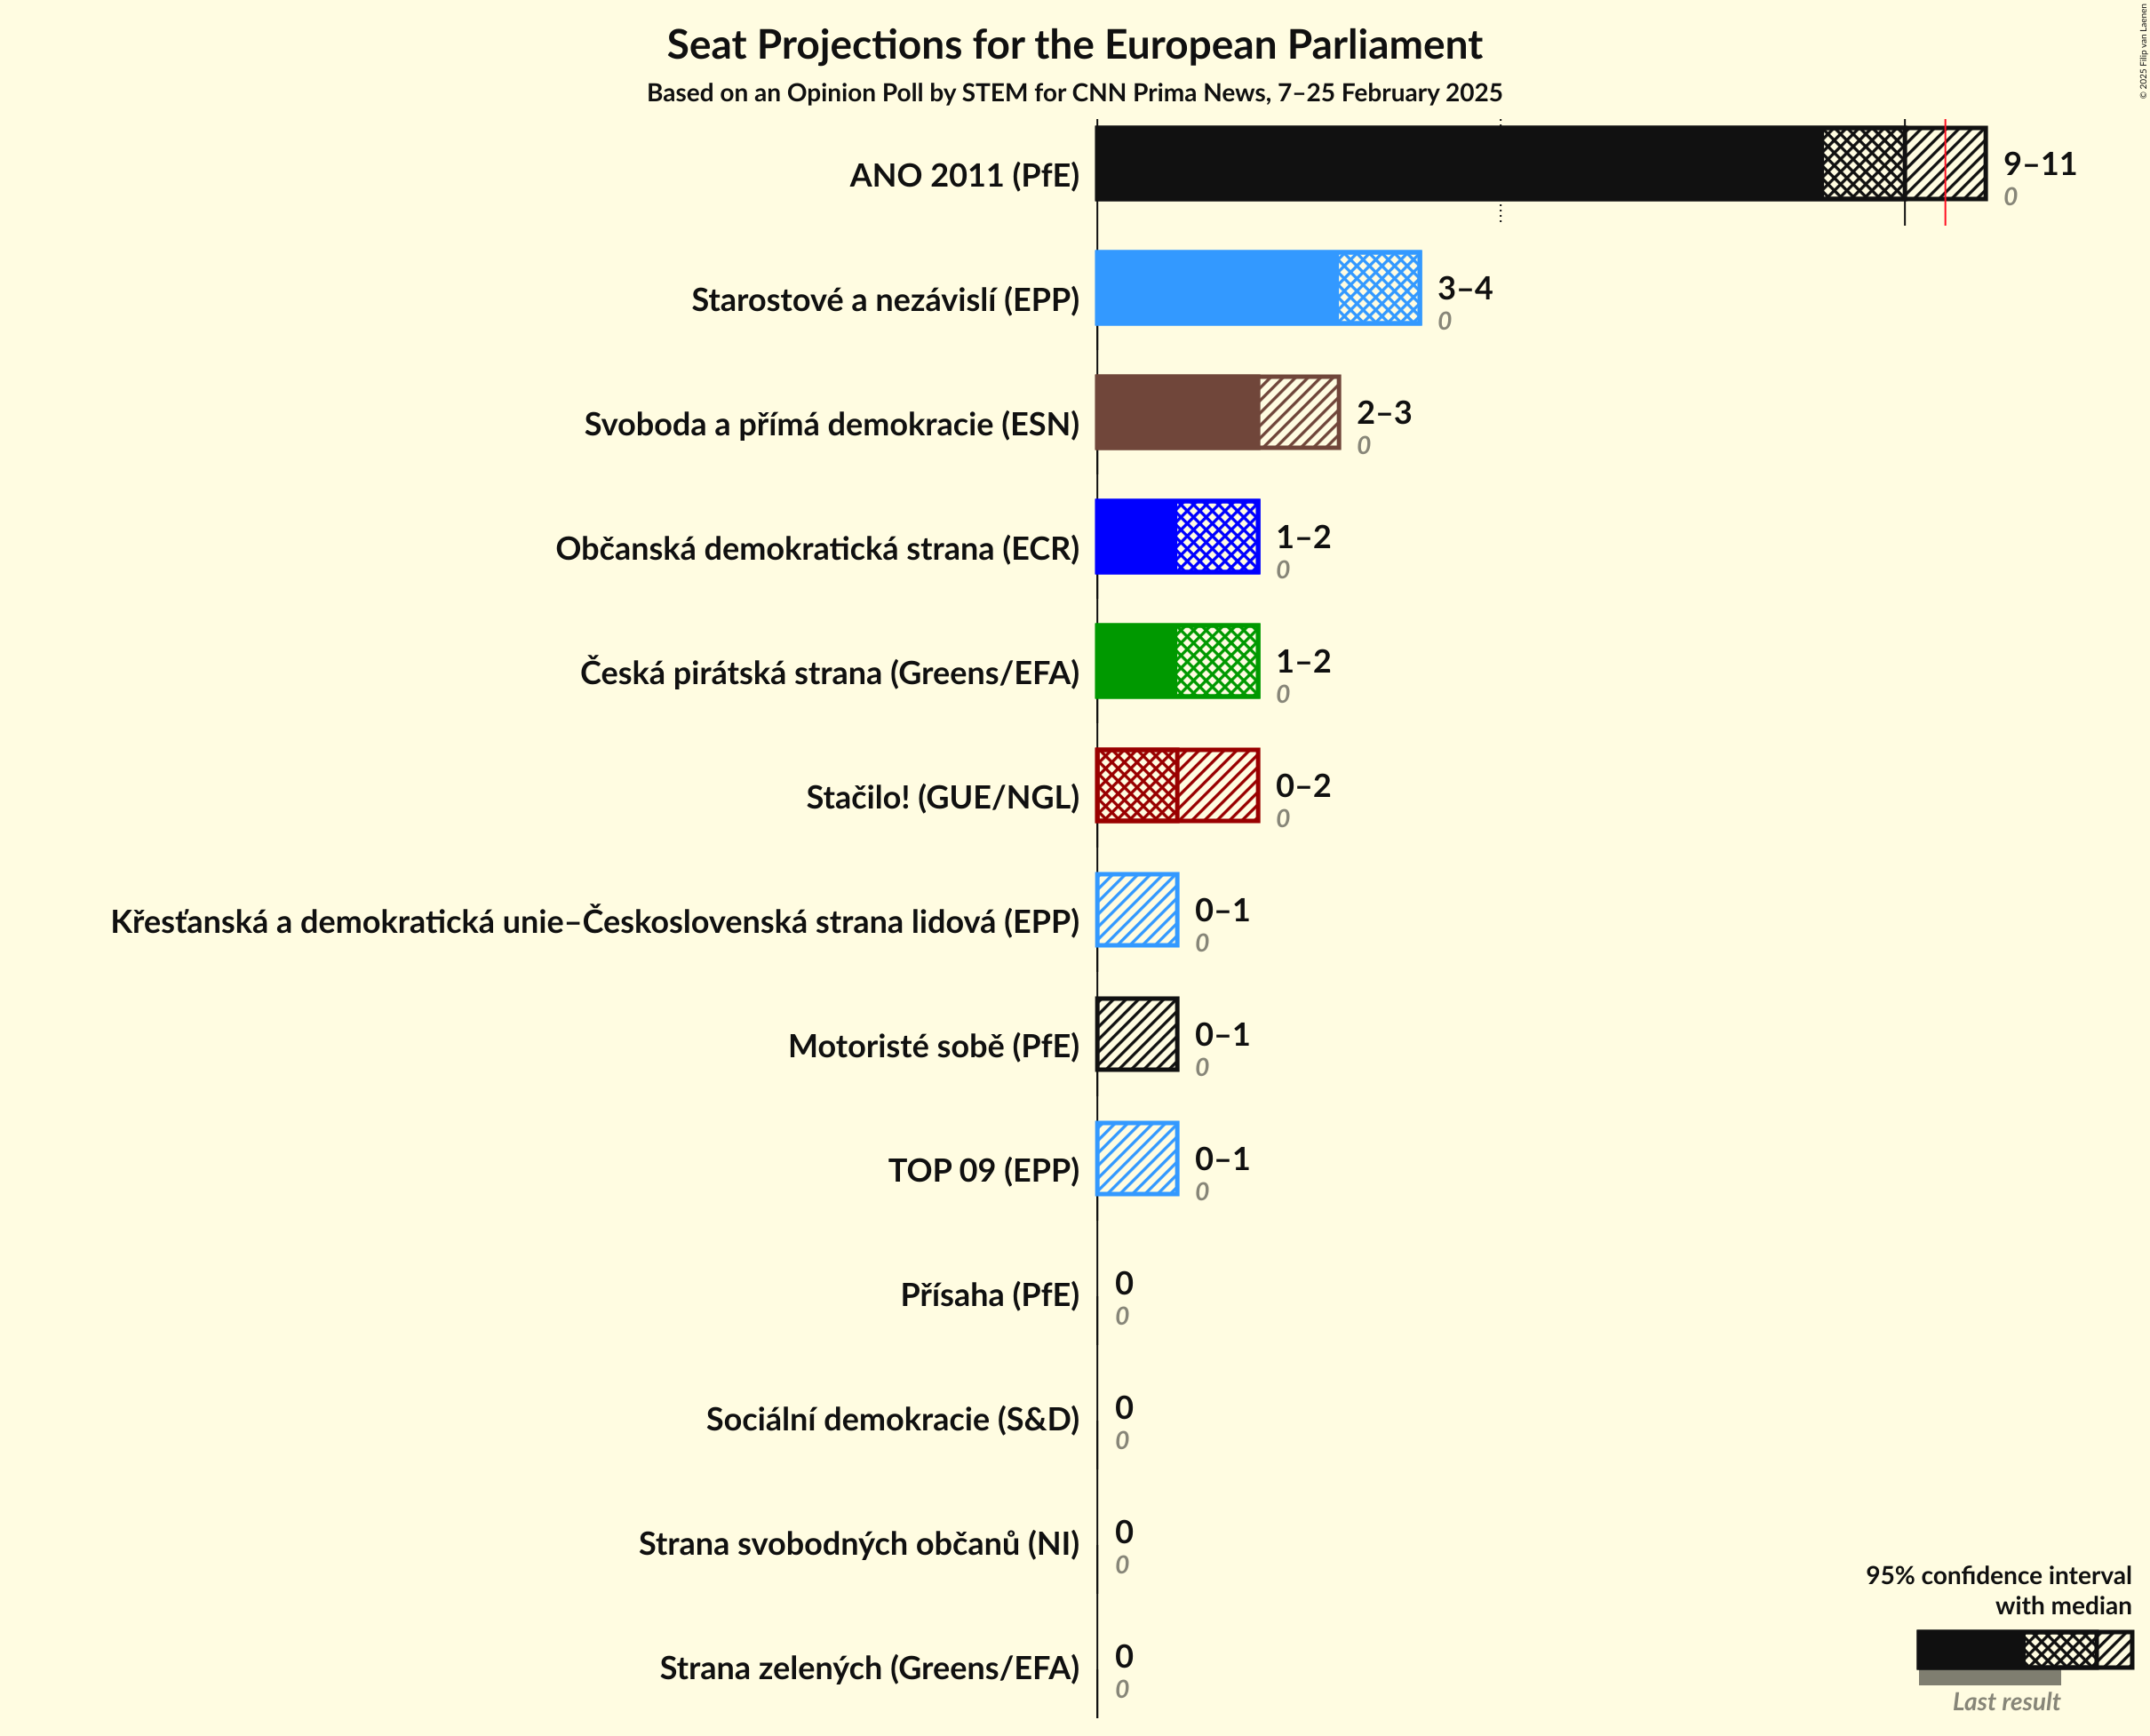 Seat Projections for the European Parliament
Based on an Opinion Poll by STEM for CNN Prima News, 7–25 February 2025
© 2025 Filip van Laenen
ANO 2011 (PfE)
9–11
0
Starostové a nezávislí (EPP)
3–4
0
Svoboda a přímá demokracie (ESN)
2–3
0
Občanská demokratická strana (ECR)
1–2
0
Česká pirátská strana (Greens/EFA)
1–2
0
Stačilo! (GUE/NGL)
0–2
0
Křesťanská a demokratická unie–Československá strana lidová (EPP)
0–1
0
Motoristé sobě (PfE)
0–1
0
TOP 09 (EPP)
0–1
0
Přísaha (PfE)
0
0
Sociální demokracie (S&D)
0
0
Strana svobodných občanů (NI)
0
0
Strana zelených (Greens/EFA)
0
0
95% confidence interval
with median
Last result